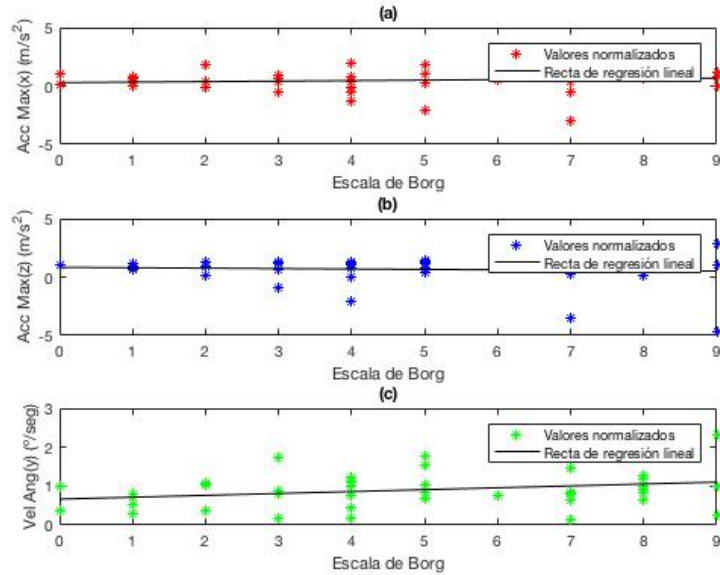 (a)
5
0
-5
Acc Max(x) (m/s²)
Valores normalizados
Recta de regresión lineal
0 1 2 3 4 5 6 7 8 9
Escala de Borg
(b)
5
0
-5
Acc Max(z) (m/s²)
Valores normalizados
Recta de regresión lineal
0 1 2 3 4 5 6 7 8 9
Escala de Borg
(c)
3
2
1
0
Vel Ang(y) (º/seg)
Valores normalizados
Recta de regresión lineal
0 1 2 3 4 5 6 7 8 9
Escala de Borg